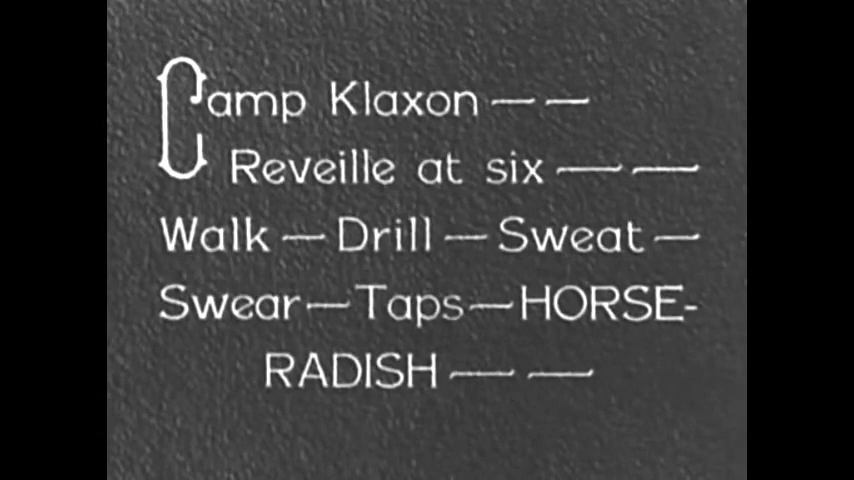 Camp Klaxon — —
Reveille at six — —
Walk — Drill — Sweat —
Swear — Taps — HORSE-
RADISH — —